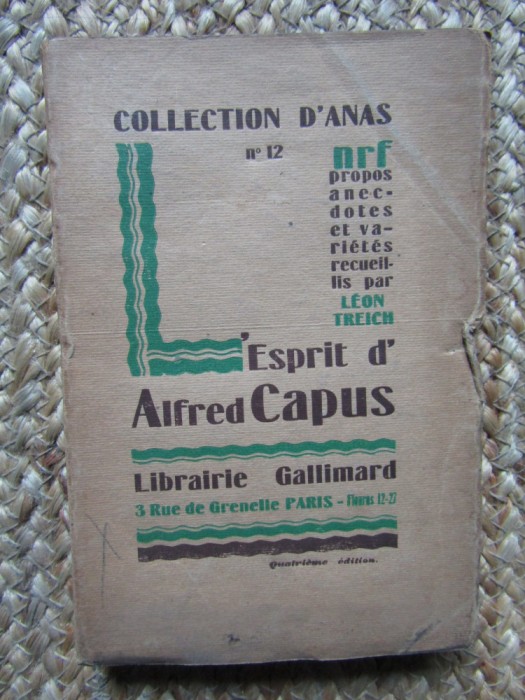 COLLECTION D'ANAS
nº 12
nrf
propos
anec-
dotes
et va-
riétés
recueil-
lis par
LÉON
TREICH
L'Esprit d'
Alfred Capus
Librairie Gallimard
3 Rue de Grenelle PARIS - Fleurus 12-27
Quatrième édition.